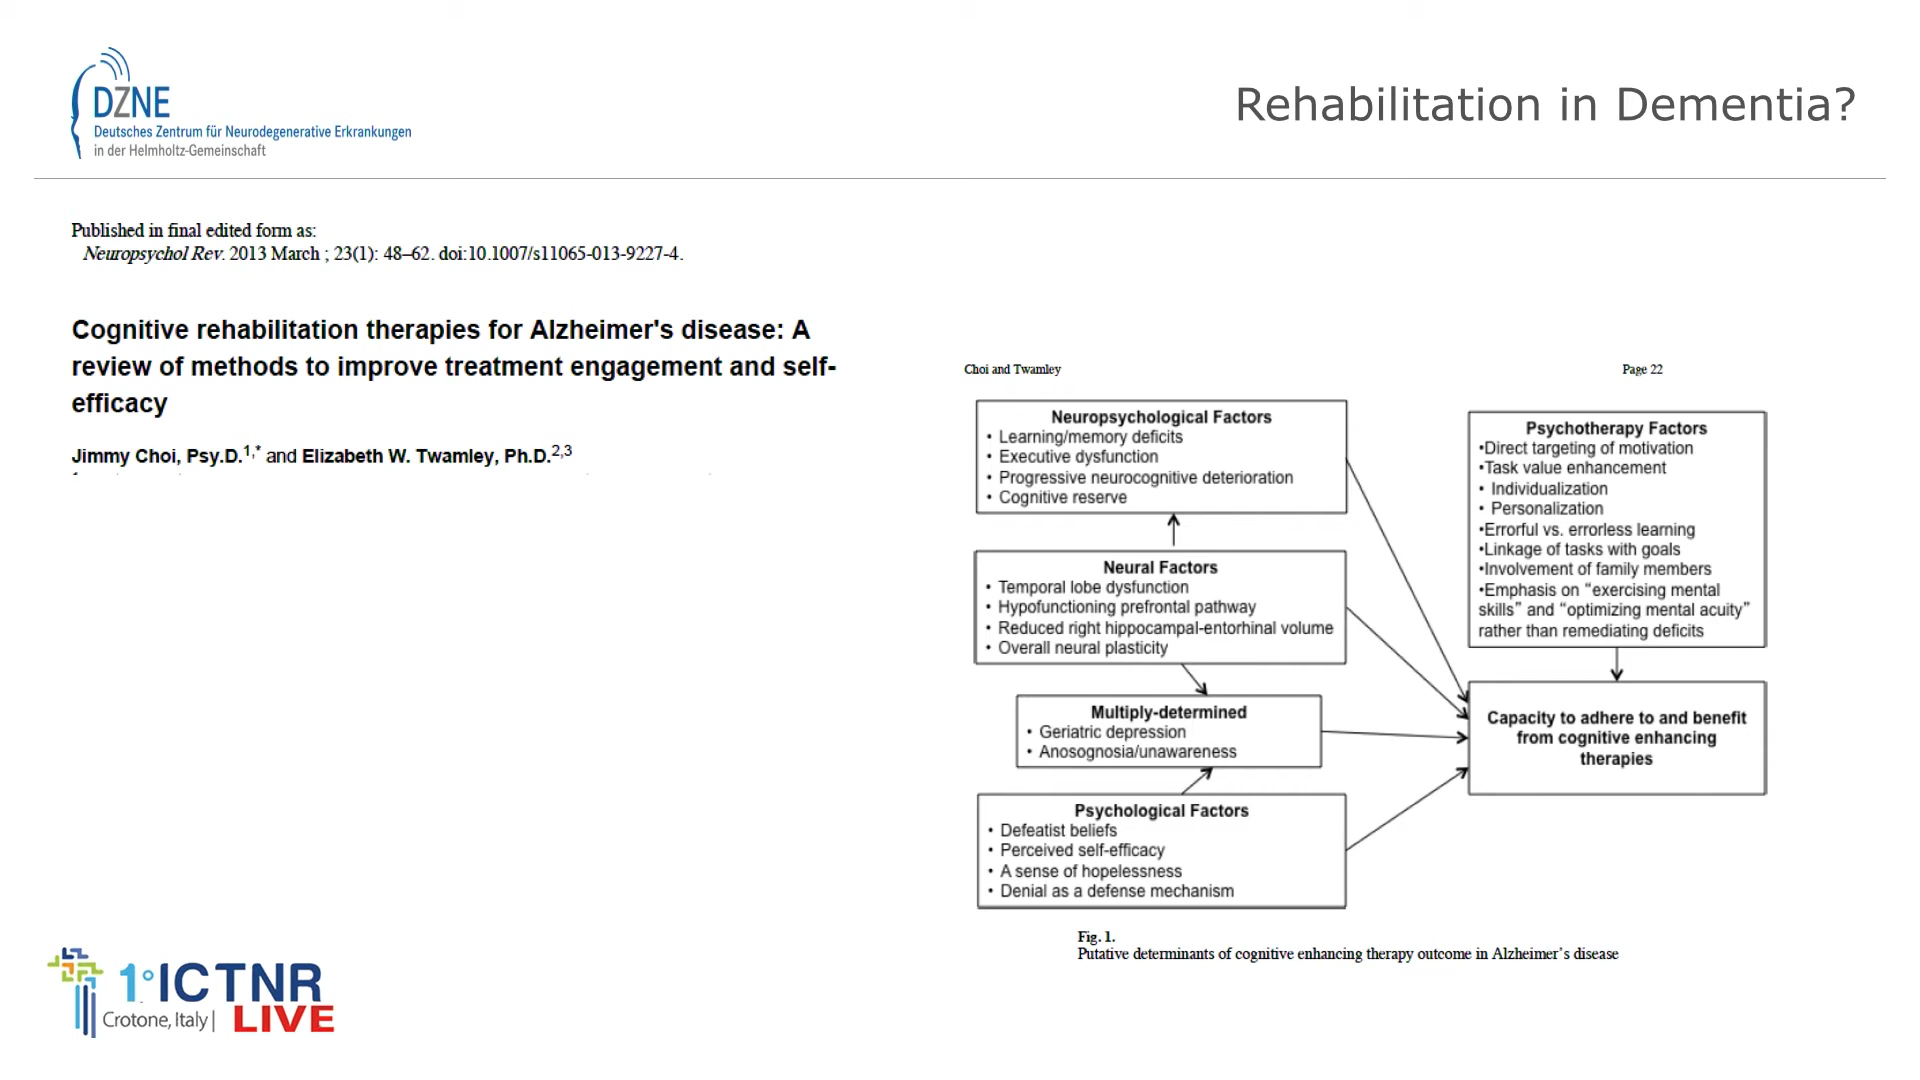 DZNE
Deutsches Zentrum für Neurodegenerative Erkrankungen
in der Helmholtz-Gemeinschaft
Rehabilitation in Dementia?
Published in final edited form as:
Neuropsychol Rev. 2013 March ; 23(1): 48–62. doi:10.1007/s11065-013-9227-4.
Cognitive rehabilitation therapies for Alzheimer's disease: A
review of methods to improve treatment engagement and self-
efficacy
Jimmy Choi, Psy.D.1,* and Elizabeth W. Twamley, Ph.D.2,3
Choi and Twamley
Page 22
Neuropsychological Factors
• Learning/memory deficits
• Executive dysfunction
• Progressive neurocognitive deterioration
• Cognitive reserve
Neural Factors
• Temporal lobe dysfunction
• Hypofunctioning prefrontal pathway
• Reduced right hippocampal-entorhinal volume
• Overall neural plasticity
Multiply-determined
• Geriatric depression
• Anosognosia/unawareness
Psychological Factors
• Defeatist beliefs
• Perceived self-efficacy
• A sense of hopelessness
• Denial as a defense mechanism
Psychotherapy Factors
•Direct targeting of motivation
•Task value enhancement
• Individualization
• Personalization
•Errorful vs. errorless learning
•Linkage of tasks with goals
•Involvement of family members
•Emphasis on “exercising mental
skills” and “optimizing mental acuity”
rather than remediating deficits
Capacity to adhere to and benefit
from cognitive enhancing
therapies
Fig. 1.
Putative determinants of cognitive enhancing therapy outcome in Alzheimer’s disease
1°ICTNR
Crotone, Italy| LIVE